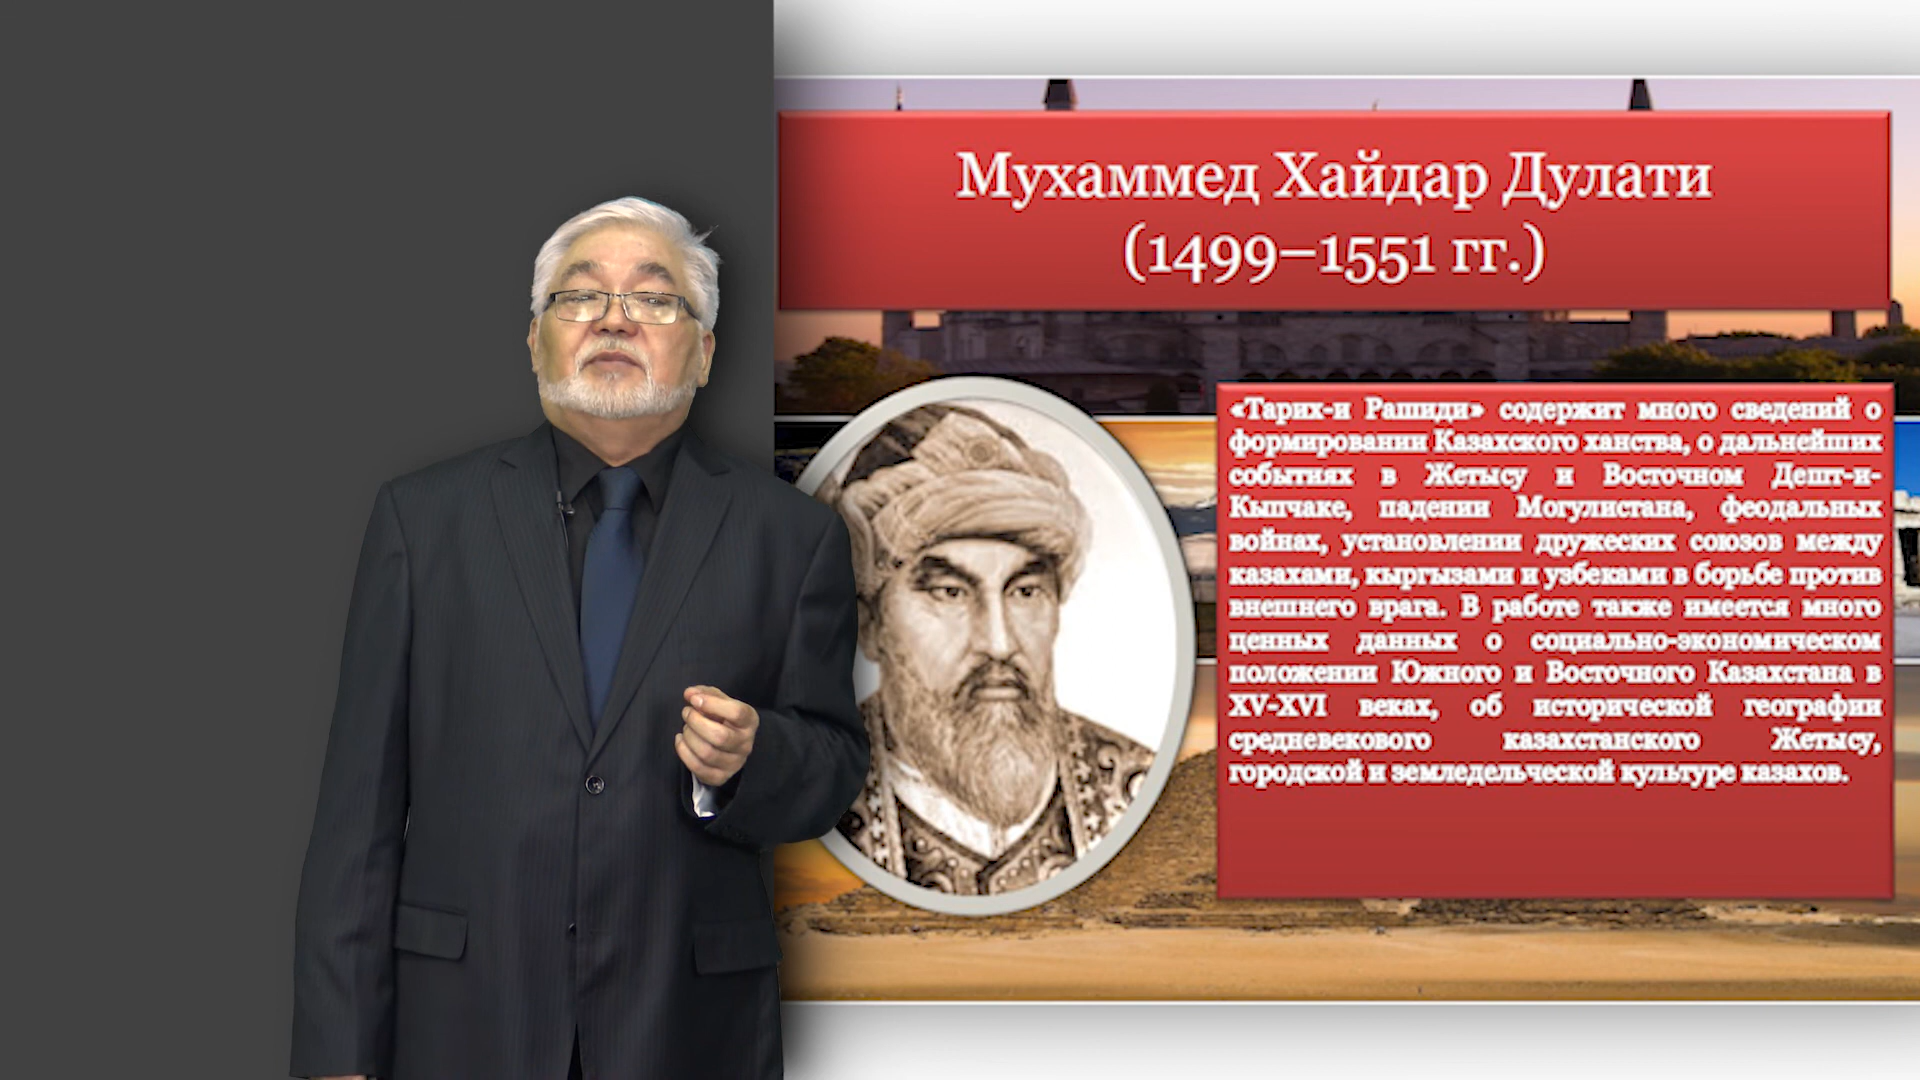 Мухаммед Хайдар Дулати
(1499–1551 гг.)
«Тарих-и Рашиди» содержит много сведений о
формировании Казахского ханства, о дальнейших
событиях в Жетысу и Восточном Дешт-и-
Кыпчаке, падении Могулистана, феодальных
войнах, установлении дружеских союзов между
казахами, кыргызами и узбеками в борьбе против
внешнего врага. В работе также имеется много
ценных данных о социально-экономическом
положении Южного и Восточного Казахстана в
XV-XVI веках, об исторической географии
средневекового казахстанского Жетысу,
городской и земледельческой культуре казахов.